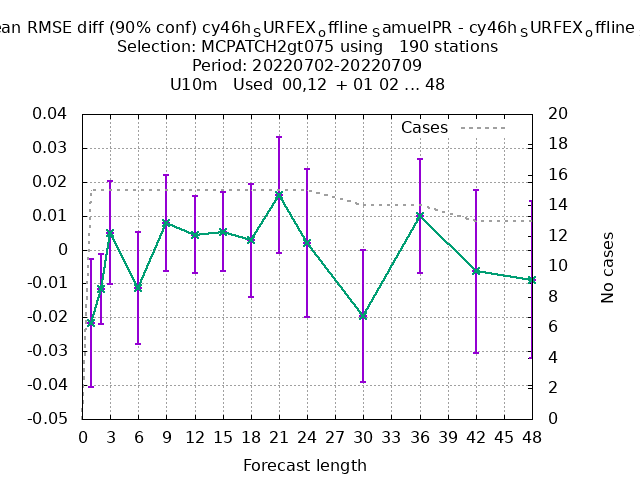 ean RMSE diff (90% conf) cy46hSURFEXoffline SamuelPR - cy46hSURFEXoffline
Selection: MCPATCH2gt075 using 190 stations
Period: 20220702-20220709
U10m Used 00,12 + 01 02 ... 48
Cases
0.04
0.03
0.02
0.01
0
-0.01
-0.02
-0.03
-0.04
-0.05
20
18
16
14
12
10
8
6
4
2
0
No cases
0 3 6 9 12 15 18 21 24 27 30 33 36 39 42 45 48
Forecast length